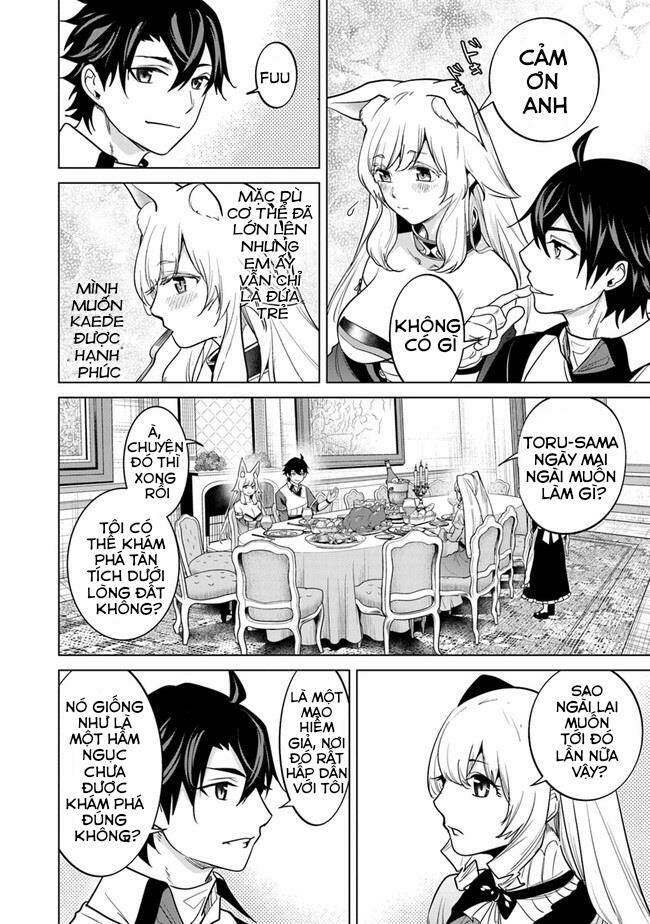 CẢM
ƠN
ANH
KHÔNG
CÓ GÌ
FUU
MẶC DÙ
CƠ THỂ ĐÃ
LỚN LÊN
NHƯNG
EM ẤY
VẪN CHỈ
LÀ ĐỨA
TRẺ
MÌNH
MUỐN
KAEDE
ĐƯỢC
HẠNH
PHÚC
TORU-SAMA
NGÀY MAI
NGÀI MUỐN
LÀM GÌ?
À,
CHUYỆN
ĐÓ THÌ
XONG
RỒI
TÔI CÓ
THỂ KHÁM
PHÁ TÀN
TÍCH DƯỚI
LÒNG ĐẤT
KHÔNG?
SAO
NGÀI LẠI
MUỐN
TỚI ĐÓ
LẦN NỮA
VẬY?
LÀ MỘT
MẠO
HIỂM
GIẢ, NƠI
ĐÓ RẤT
HẤP DẪN
VỚI TÔI
NÓ GIỐNG
NHƯ LÀ
MỘT HẦM
NGỤC
CHƯA
ĐƯỢC
KHÁM PHÁ
ĐÚNG
KHÔNG?